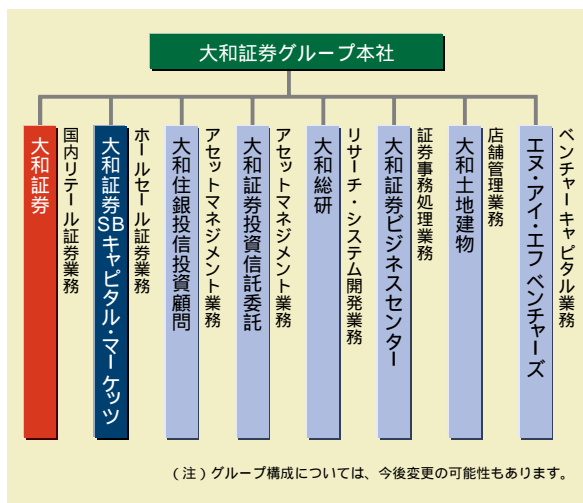 大和証券グループ本社
大和証券
国内リテール証券業務
大和証券SBキャピタル・マーケッツ
ホールセール証券業務
大和住銀投信投資顧問
アセットマネジメント業務
大和証券投資信託委託
アセットマネジメント業務
大和総研
リサーチ・システム開発業務
大和証券ビジネスセンター
証券事務処理業務
大和土地建物
店舗管理業務
エヌ・アイ・エフ ベンチャーズ
ベンチャーキャピタル業務
（注）グループ構成については、今後変更の可能性もあります。